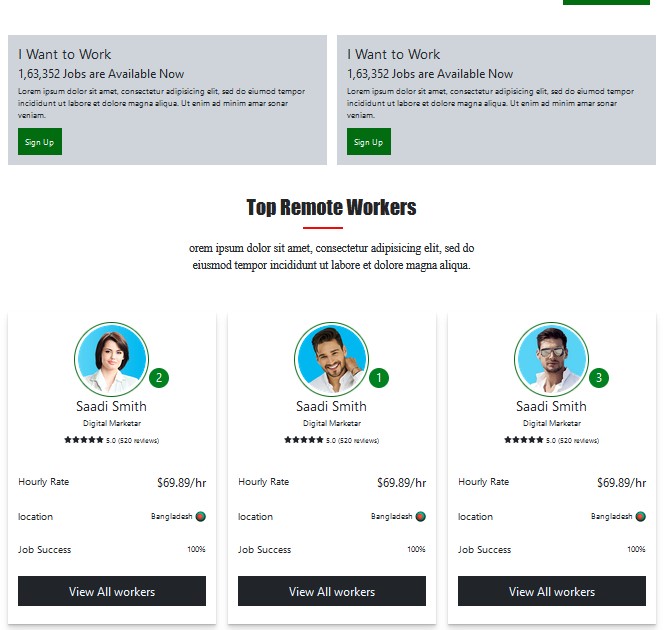 I Want to Work
1,63,352 Jobs are Available Now
Lorem ipsum dolor sit amet, consectetur adipisicing elit, sed do eiumod tempor
incididunt ut labore et dolore magna aliqua. Ut enim ad minim amar sonar
veniam.
Sign Up
I Want to Work
1,63,352 Jobs are Available Now
Lorem ipsum dolor sit amet, consectetur adipisicing elit, sed do eiumod tempor
incididunt ut labore et dolore magna aliqua. Ut enim ad minim amar sonar
veniam.
Sign Up
Top Remote Workers
orem ipsum dolor sit amet, consectetur adipisicing elit, sed do
eiusmod tempor incididunt ut labore et dolore magna aliqua.
2
Saadi Smith
Digital Marketar
5.0 (520 reviews)
Hourly Rate $69.89/hr
location Bangladesh
Job Success 100%
View All workers
1
Saadi Smith
Digital Marketar
5.0 (520 reviews)
Hourly Rate $69.89/hr
location Bangladesh
Job Success 100%
View All workers
3
Saadi Smith
Digital Marketar
5.0 (520 reviews)
Hourly Rate $69.89/hr
location Bangladesh
Job Success 100%
View All workers